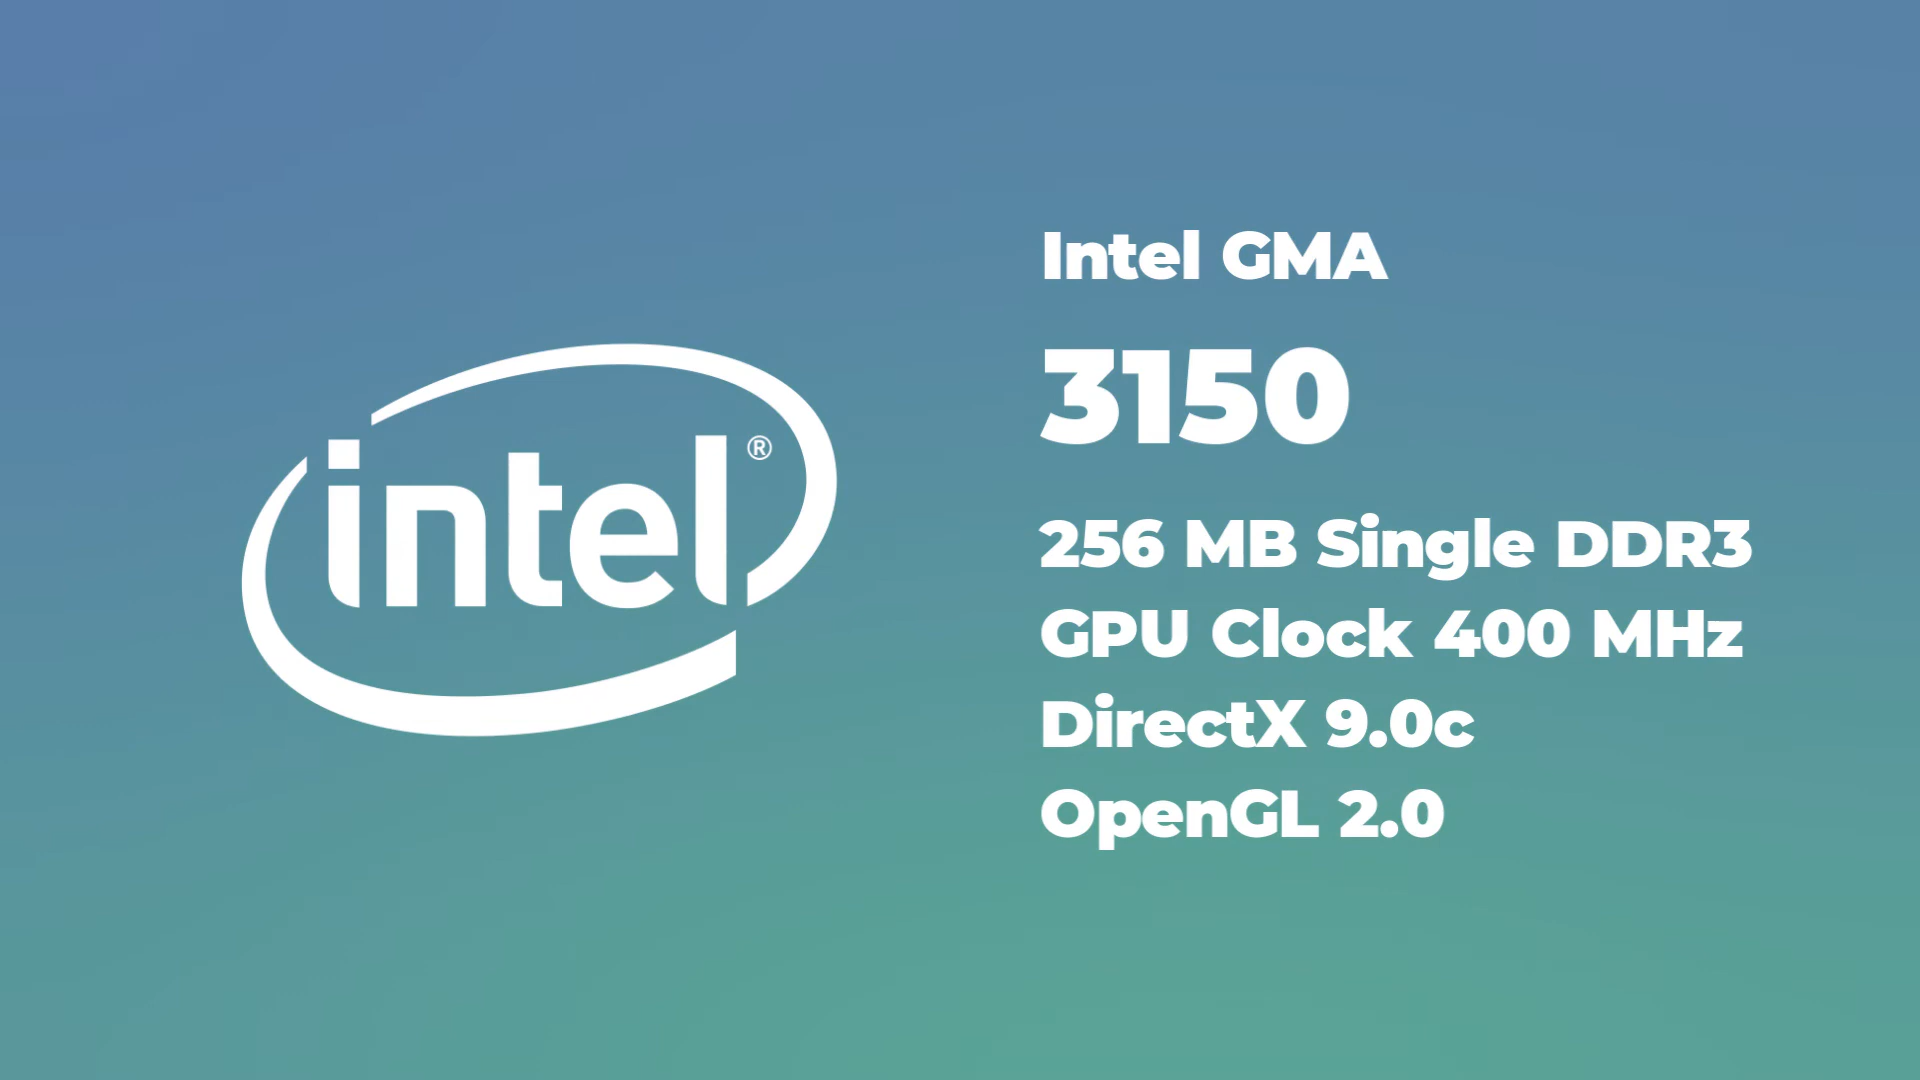 intel®
Intel GMA
3150
256 MB Single DDR3
GPU Clock 400 MHz
DirectX 9.0c
OpenGL 2.0